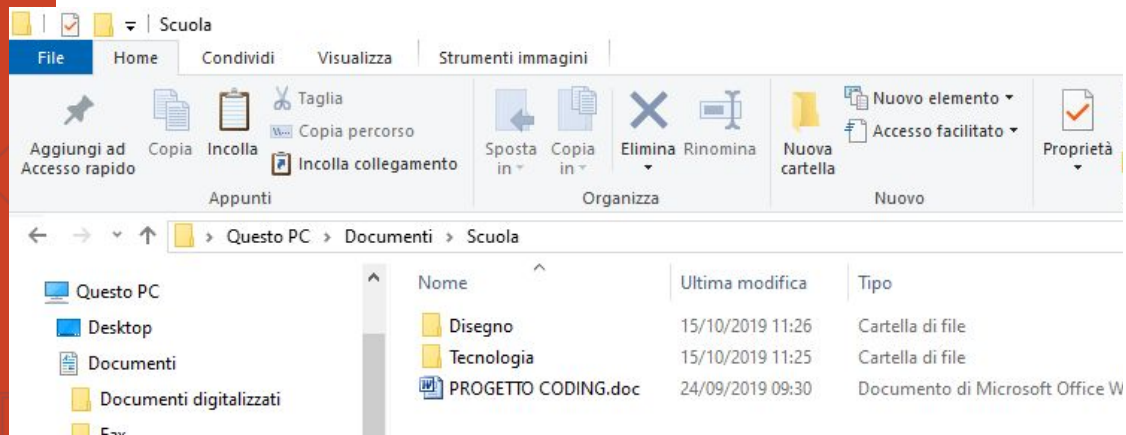 Scuola
File Home Condividi Visualizza Strumenti immagini
Aggiungi ad
Accesso rapido
Copia
Incolla
Taglia
Copia percorso
Incolla collegamento
Appunti
Sposta
in
Copia
in
Elimina
Rinomina
Organizza
Nuova
cartella
Nuovo elemento
Accesso facilitato
Nuovo
Proprietà
> Questo PC > Documenti > Scuola
Questo PC
Desktop
Documenti
Documenti digitalizzati
Fax
Nome Ultima modifica Tipo
Disegno 15/10/2019 11:26 Cartella di file
Tecnologia 15/10/2019 11:25 Cartella di file
PROGETTO CODING.doc 24/09/2019 09:30 Documento di Microsoft Office W